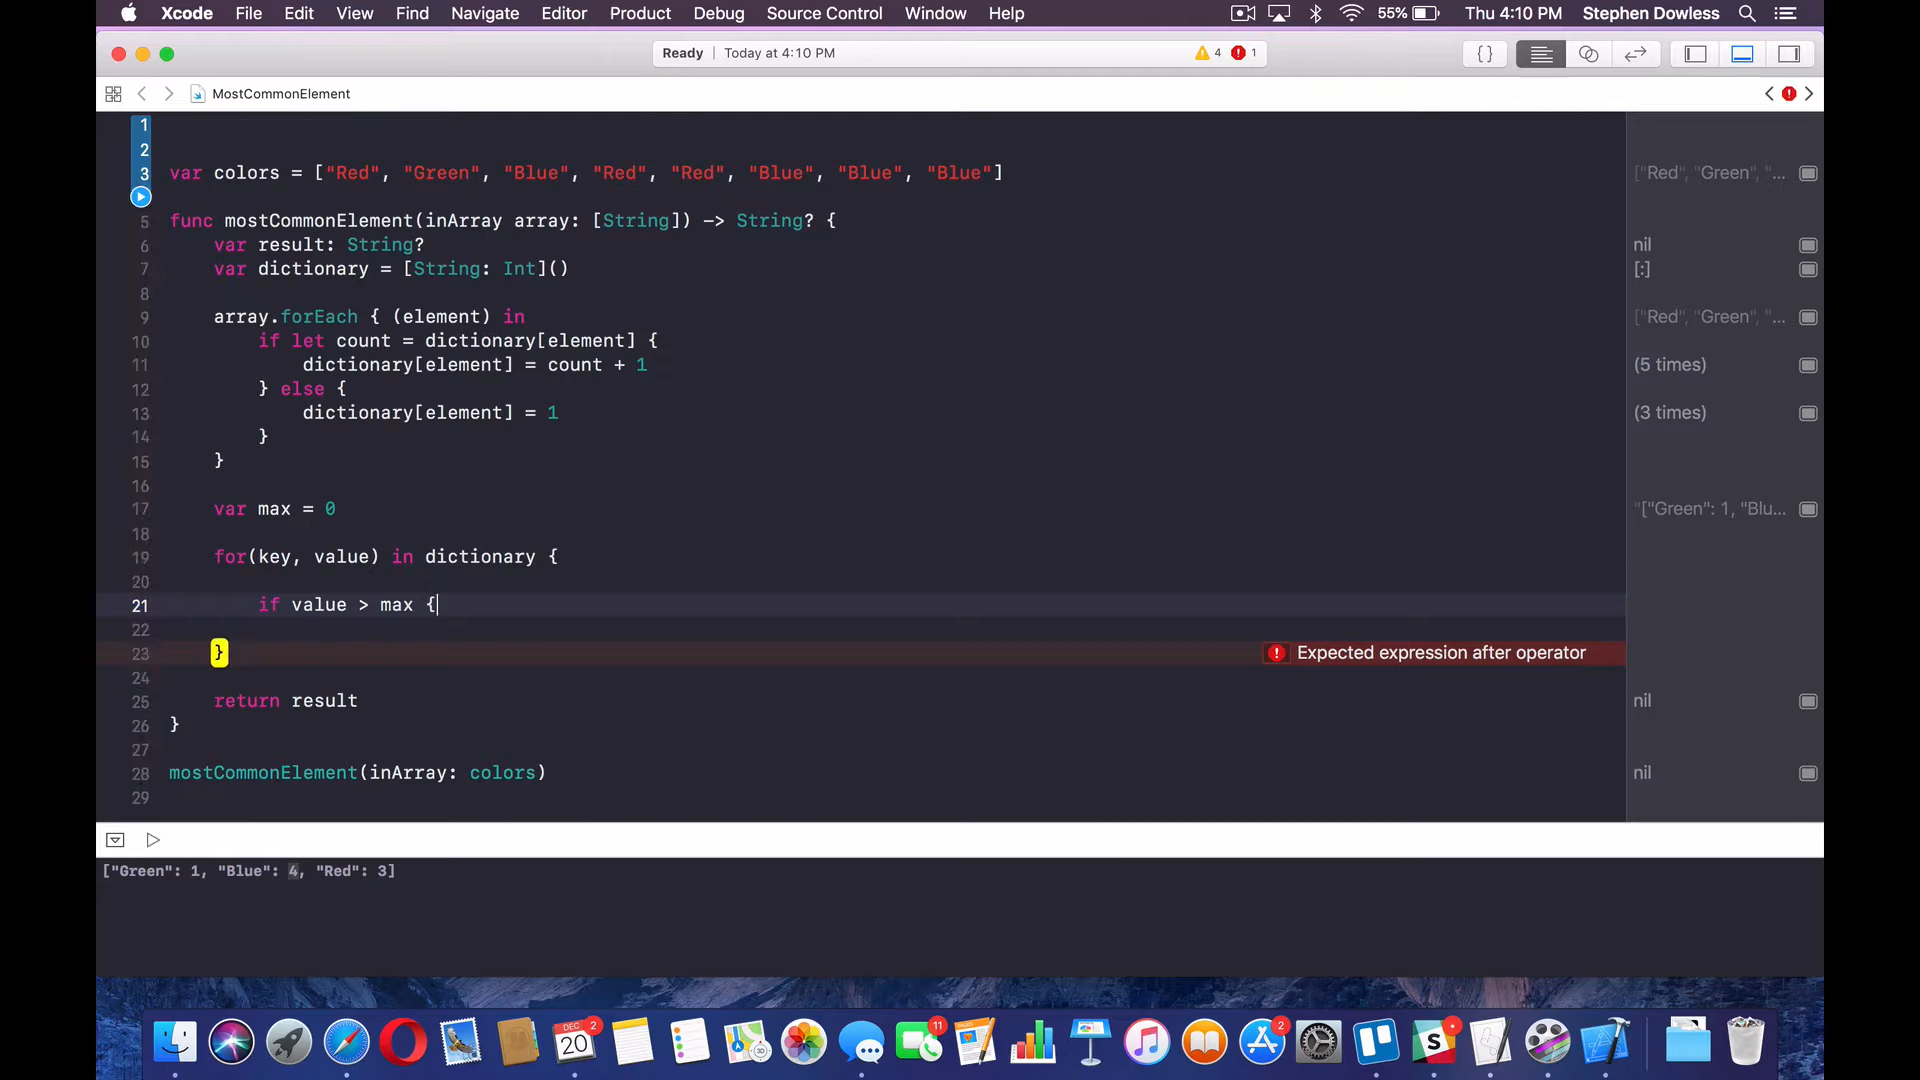 Xcode File Edit View Find Navigate Editor Product Debug Source Control Window Help 55% Thu 4:10 PM Stephen Dowless
Ready | Today at 4:10 PM 4 1
MostCommonElement
1
2
3 var colors = ["Red", "Green", "Blue", "Red", "Red", "Blue", "Blue", "Blue"] ["Red", "Green", "...
5 func mostCommonElement(inArray array: [String]) -> String? {
6 var result: String? nil
7 var dictionary = [String: Int]() [:]
8
9 array.forEach { (element) in ["Red", "Green", "...
10 if let count = dictionary[element] {
11 dictionary[element] = count + 1 (5 times)
12 } else {
13 dictionary[element] = 1 (3 times)
14 }
15 }
16
17 var max = 0 "["Green": 1, "Blu...
18
19 for(key, value) in dictionary {
20
21 if value > max {
22
23 } Expected expression after operator
24
25 return result nil
26 }
27
28 mostCommonElement(inArray: colors) nil
29
["Green": 1, "Blue": 4, "Red": 3]
DEC 2 20 3D 11 PAGES 2 S